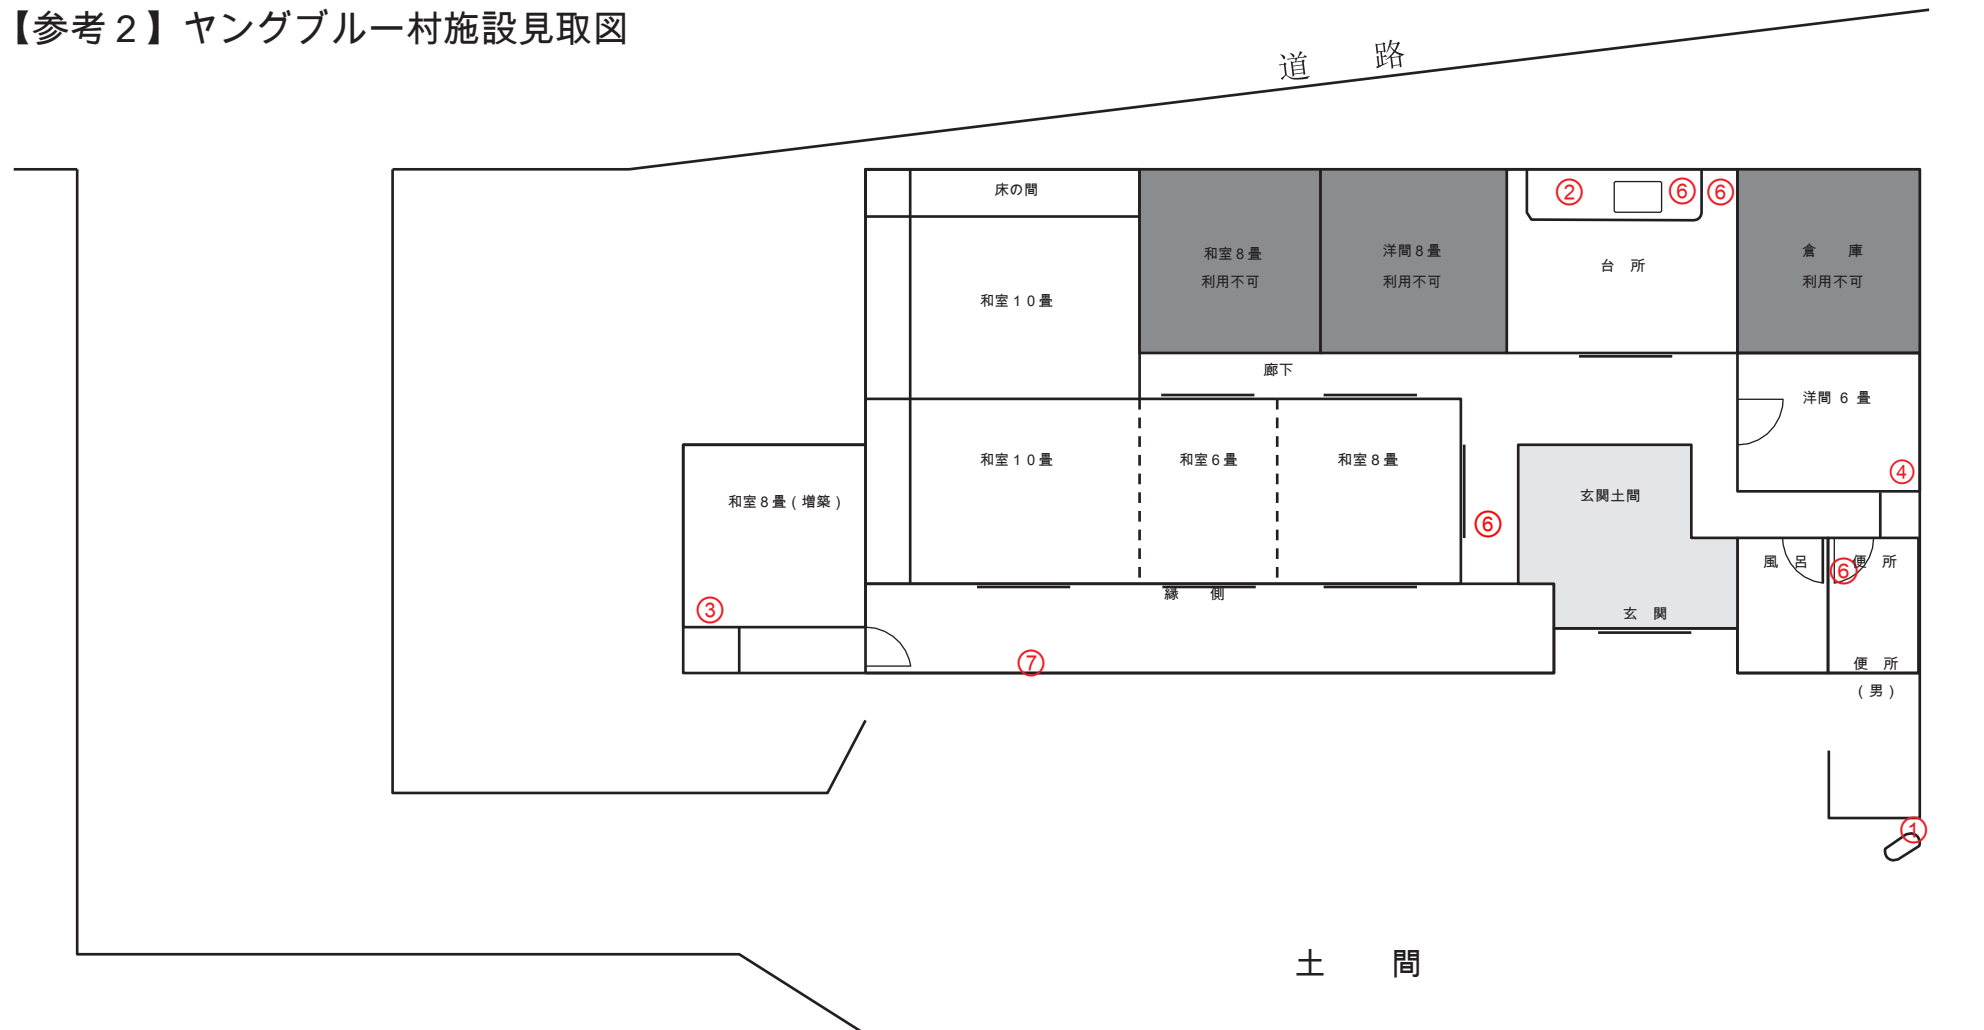 【参考２】ヤングブルー村施設見取図
道　路
床の間
②
⑥
⑥
和室８畳
利用不可
洋間８畳
利用不可
台　所
倉　庫
利用不可
和室１０畳
廊下
洋間 ６ 畳
和室１０畳
和室６畳
和室８畳
④
和室８畳（増築）
玄関土間
⑥
風　呂
便　所
⑥
③
縁　側
玄　関
⑦
便　所
（男）
①
土　間